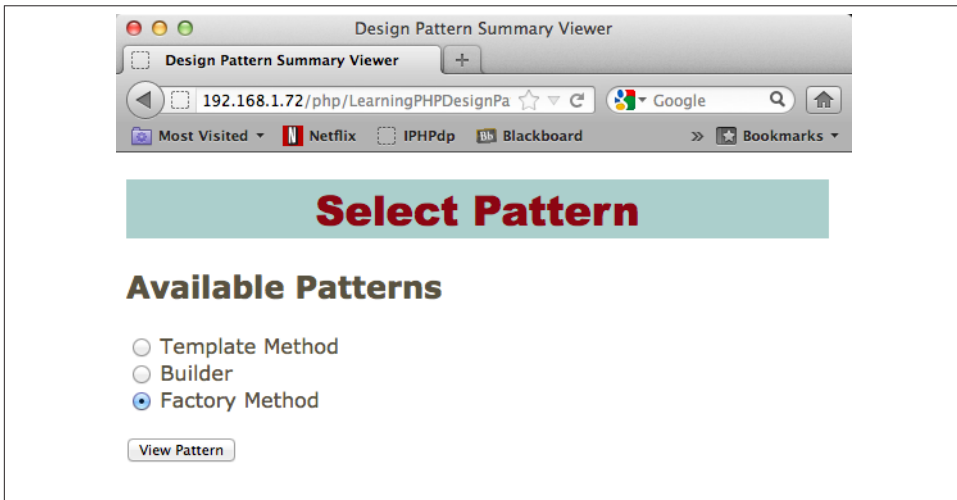 Design Pattern Summary Viewer
Design Pattern Summary Viewer +
192.168.1.72/php/LearningPHPDesignPa Google
Most Visited Netflix IPHPdp Bb Blackboard » Bookmarks
Select Pattern
Available Patterns
Template Method
Builder
Factory Method
View Pattern